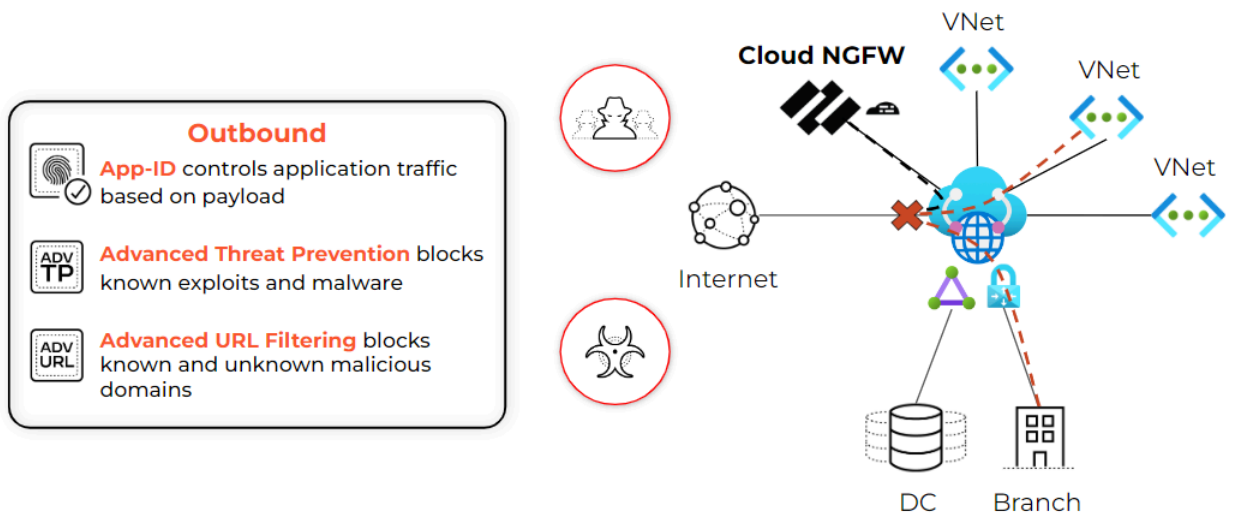 Outbound
App-ID controls application traffic
based on payload
ADV
TP
Advanced Threat Prevention blocks
known exploits and malware
ADV
URL
Advanced URL Filtering blocks
known and unknown malicious
domains
Cloud NGFW
VNet
VNet
VNet
Internet
DC
Branch